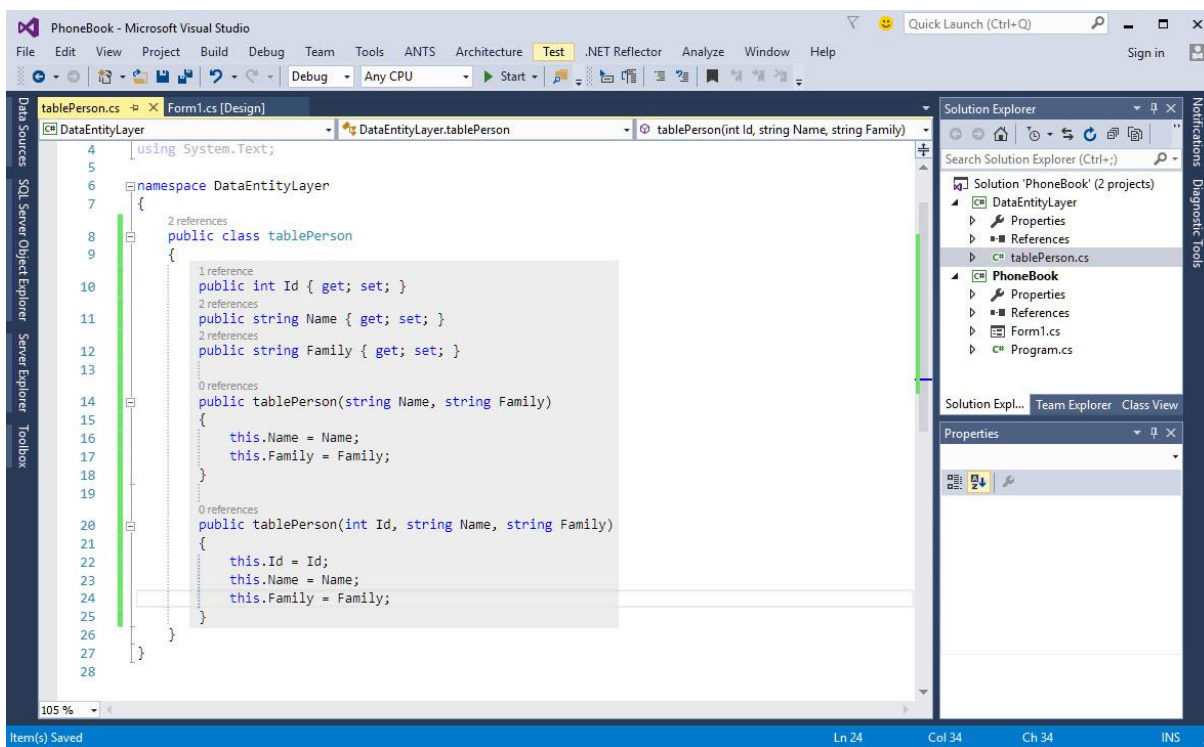 PhoneBook - Microsoft Visual Studio
Quick Launch (Ctrl+Q)
File Edit View Project Build Debug Team Tools ANTS Architecture Test .NET Reflector Analyze Window Help
Sign in
Debug Any CPU Start
Data Sources
SQL Server Object Explorer
Server Explorer
Toolbox
tablePerson.cs Form1.cs [Design]
DataEntityLayer DataEntityLayer.tablePerson tablePerson(int Id, string Name, string Family)
4 using System.Text;
5
6 namespace DataEntityLayer
7 {
2 references
8 public class tablePerson
9 {
1 reference
10 public int Id { get; set; }
2 references
11 public string Name { get; set; }
2 references
12 public string Family { get; set; }
13
0 references
14 public tablePerson(string Name, string Family)
15 {
16 this.Name = Name;
17 this.Family = Family;
18 }
19
0 references
20 public tablePerson(int Id, string Name, string Family)
21 {
22 this.Id = Id;
23 this.Name = Name;
24 this.Family = Family;
25 }
26 }
27 }
28
105 %
Solution Explorer
Search Solution Explorer (Ctrl+;)
Solution 'PhoneBook' (2 projects)
C# DataEntityLayer
Properties
References
C# tablePerson.cs
C# PhoneBook
Properties
References
Form1.cs
C# Program.cs
Solution Expl... Team Explorer Class View
Properties
Notifications
Diagnostic Tools
Item(s) Saved Ln 24 Col 34 Ch 34 INS